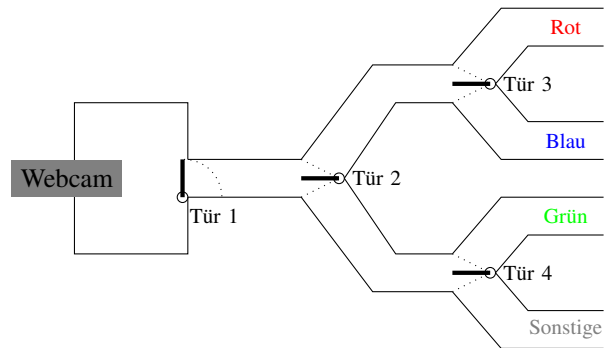 Rot
Tür 3
Blau
Webcam
Tür 2
Tür 1
Grün
Tür 4
Sonstige